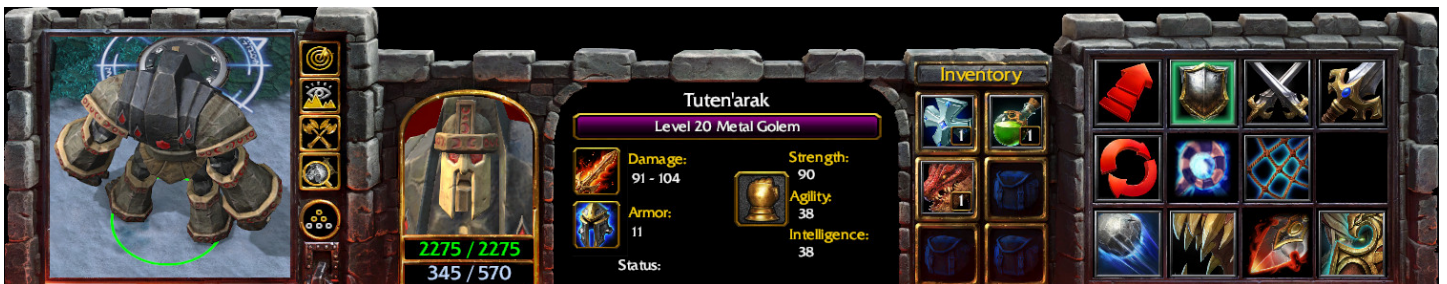 2275 / 2275
345 / 570
Tuten'arak
Level 20 Metal Golem
Damage:
91 - 104
Armor:
11
Strength:
90
Agility:
38
Intelligence:
38
Status:
Inventory
1
1
1